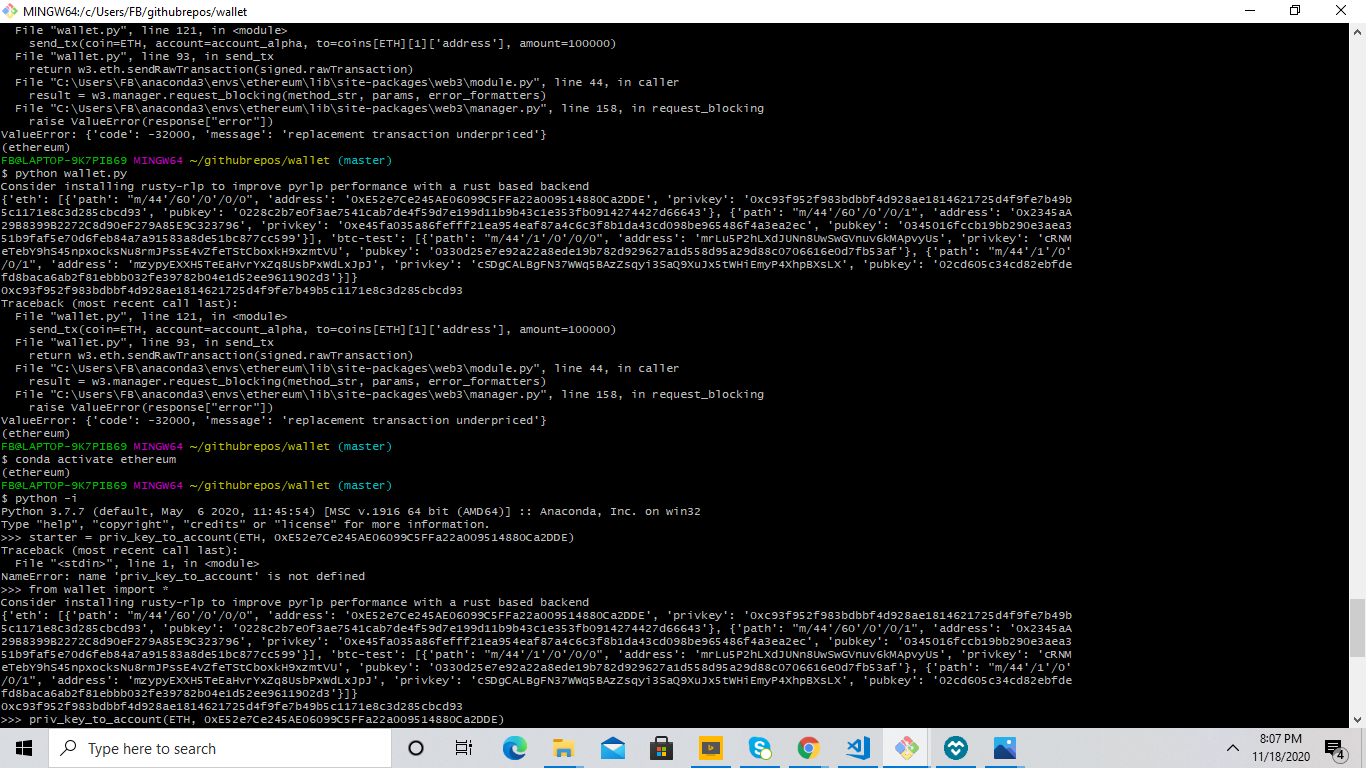 MINGW64:/c/Users/FB/githubrepos/wallet
  File "wallet.py", line 121, in <module>
    send_tx(coin=ETH, account=account_alpha, to=coins[ETH][1]['address'], amount=100000)
  File "wallet.py", line 93, in send_tx
    return w3.eth.sendRawTransaction(signed.rawTransaction)
  File "C:\Users\FB\anaconda3\envs\ethereum\lib\site-packages\web3\module.py", line 44, in caller
    result = w3.manager.request_blocking(method_str, params, error_formatters)
  File "C:\Users\FB\anaconda3\envs\ethereum\lib\site-packages\web3\manager.py", line 158, in request_blocking
    raise ValueError(response["error"])
ValueError: {'code': -32000, 'message': 'replacement transaction underpriced'}
(ethereum)
FB@LAPTOP-9K7PIB69 MINGW64 ~/githubrepos/wallet (master)
$ python wallet.py
Consider installing rusty-rlp to improve pyrlp performance with a rust based backend
{'eth': [{'path': "m/44'/60'/0'/0/0", 'address': '0xE52e7Ce245AE06099C5FFa22a009514880Ca2DDE', 'privkey': '0xc93f952f983bdbbf4d928ae1814621725d4f9fe7b49b
5c1171e8c3d285cbcd93', 'pubkey': '0228c2b7e0f3ae7541cab7de4f59d7e199d11b9b43c1e353fb0914274427d66643'}, {'path': "m/44'/60'/0'/0/1", 'address': '0x2345aA
29B8399B2272C8d90eF279A85E9C323796', 'privkey': '0xe45fa035a86fefff21ea954eaf87a4c6c3f8b1da43cd098be965486f4a3ea2ec', 'pubkey': '0345016fccb19bb290e3aea3
51b9faf5e70d6feb84a7a91583a8de51bc877cc599'}], 'btc-test': [{'path': "m/44'/1'/0'/0/0", 'address': 'mrLu5P2hLXdJUNn8UwSwGVnuv6kMApvyUs', 'privkey': 'cRNM
eTebY9hS45npxocksNu8rmJPssE4vZfeTStCboxkH9xzmtVU', 'pubkey': '0330d25e7e92a22a8ede19b782d929627a1d558d95a29d88c0706616e0d7fb53af'}, {'path': "m/44'/1'/0'
/0/1", 'address': 'mzypyEXXH5TeEaHvrYxZq8UsbPxWdLxJpJ', 'privkey': 'cSDgCALBgFN37WWq5BAzZsqyi3SaQ9XuJx5tWHiEmyP4XhpBXsLX', 'pubkey': '02cd605c34cd82ebfde
fd8baca6ab2f81ebbb032fe39782b04e1d52ee9611902d3'}]}
0xc93f952f983bdbbf4d928ae1814621725d4f9fe7b49b5c1171e8c3d285cbcd93
Traceback (most recent call last):
  File "wallet.py", line 121, in <module>
    send_tx(coin=ETH, account=account_alpha, to=coins[ETH][1]['address'], amount=100000)
  File "wallet.py", line 93, in send_tx
    return w3.eth.sendRawTransaction(signed.rawTransaction)
  File "C:\Users\FB\anaconda3\envs\ethereum\lib\site-packages\web3\module.py", line 44, in caller
    result = w3.manager.request_blocking(method_str, params, error_formatters)
  File "C:\Users\FB\anaconda3\envs\ethereum\lib\site-packages\web3\manager.py", line 158, in request_blocking
    raise ValueError(response["error"])
ValueError: {'code': -32000, 'message': 'replacement transaction underpriced'}
(ethereum)
FB@LAPTOP-9K7PIB69 MINGW64 ~/githubrepos/wallet (master)
$ conda activate ethereum
(ethereum)
FB@LAPTOP-9K7PIB69 MINGW64 ~/githubrepos/wallet (master)
$ python -i
Python 3.7.7 (default, May  6 2020, 11:45:54) [MSC v.1916 64 bit (AMD64)] :: Anaconda, Inc. on win32
Type "help", "copyright", "credits" or "license" for more information.
>>> starter = priv_key_to_account(ETH, 0xE52e7Ce245AE06099C5FFa22a009514880Ca2DDE)
Traceback (most recent call last):
  File "<stdin>", line 1, in <module>
NameError: name 'priv_key_to_account' is not defined
>>> from wallet import *
Consider installing rusty-rlp to improve pyrlp performance with a rust based backend
{'eth': [{'path': "m/44'/60'/0'/0/0", 'address': '0xE52e7Ce245AE06099C5FFa22a009514880Ca2DDE', 'privkey': '0xc93f952f983bdbbf4d928ae1814621725d4f9fe7b49b
5c1171e8c3d285cbcd93', 'pubkey': '0228c2b7e0f3ae7541cab7de4f59d7e199d11b9b43c1e353fb0914274427d66643'}, {'path': "m/44'/60'/0'/0/1", 'address': '0x2345aA
29B8399B2272C8d90eF279A85E9C323796', 'privkey': '0xe45fa035a86fefff21ea954eaf87a4c6c3f8b1da43cd098be965486f4a3ea2ec', 'pubkey': '0345016fccb19bb290e3aea3
51b9faf5e70d6feb84a7a91583a8de51bc877cc599'}], 'btc-test': [{'path': "m/44'/1'/0'/0/0", 'address': 'mrLu5P2hLXdJUNn8UwSwGVnuv6kMApvyUs', 'privkey': 'cRNM
eTebY9hS45npxocksNu8rmJPssE4vZfeTStCboxkH9xzmtVU', 'pubkey': '0330d25e7e92a22a8ede19b782d929627a1d558d95a29d88c0706616e0d7fb53af'}, {'path': "m/44'/1'/0'
/0/1", 'address': 'mzypyEXXH5TeEaHvrYxZq8UsbPxWdLxJpJ', 'privkey': 'cSDgCALBgFN37WWq5BAzZsqyi3SaQ9XuJx5tWHiEmyP4XhpBXsLX', 'pubkey': '02cd605c34cd82ebfde
fd8baca6ab2f81ebbb032fe39782b04e1d52ee9611902d3'}]}
0xc93f952f983bdbbf4d928ae1814621725d4f9fe7b49b5c1171e8c3d285cbcd93
>>> priv_key_to_account(ETH, 0xE52e7Ce245AE06099C5FFa22a009514880Ca2DDE)
Type here to search
8:07 PM
11/18/2020
4